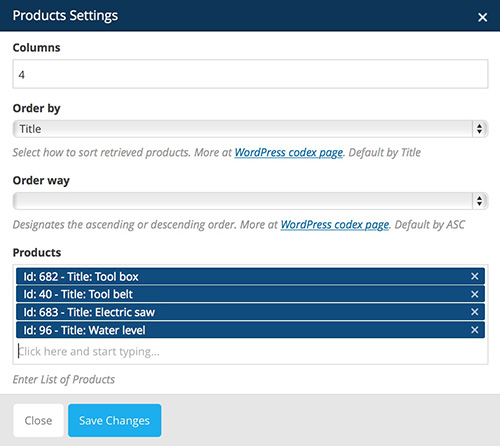 Products Settings
Columns
4
Order by
Title
Select how to sort retrieved products. More at WordPress codex page. Default by Title
Order way
Designates the ascending or descending order. More at WordPress codex page. Default by ASC
Products
Id: 682 - Title: Tool box
Id: 40 - Title: Tool belt
Id: 683 - Title: Electric saw
Id: 96 - Title: Water level
Click here and start typing...
Enter List of Products
Close
Save Changes